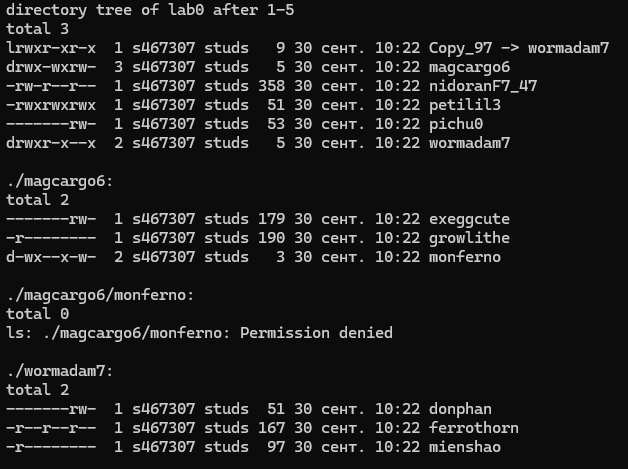 directory tree of lab0 after 1-5
total 3
lrwxr-xr-x  1 s467307 studs   9 30 сент. 10:22 Copy_97 -> wormadam7
drwx-wxrw-  3 s467307 studs   5 30 сент. 10:22 magcargo6
-rw-r--r--  1 s467307 studs 358 30 сент. 10:22 nidoranF7_47
-rwxrwxrwx  1 s467307 studs  51 30 сент. 10:22 petilil3
-------rw-  1 s467307 studs  53 30 сент. 10:22 pichu0
drwxr-x--x  2 s467307 studs   5 30 сент. 10:22 wormadam7

./magcargo6:
total 2
-------rw-  1 s467307 studs 179 30 сент. 10:22 exeggcute
-r--------  1 s467307 studs 190 30 сент. 10:22 growlithe
d-wx--x-w-  2 s467307 studs   3 30 сент. 10:22 monferno

./magcargo6/monferno:
total 0
ls: ./magcargo6/monferno: Permission denied

./wormadam7:
total 2
-------rw-  1 s467307 studs  51 30 сент. 10:22 donphan
-r--r--r--  1 s467307 studs 167 30 сент. 10:22 ferrothorn
-r--------  1 s467307 studs  97 30 сент. 10:22 mienshao